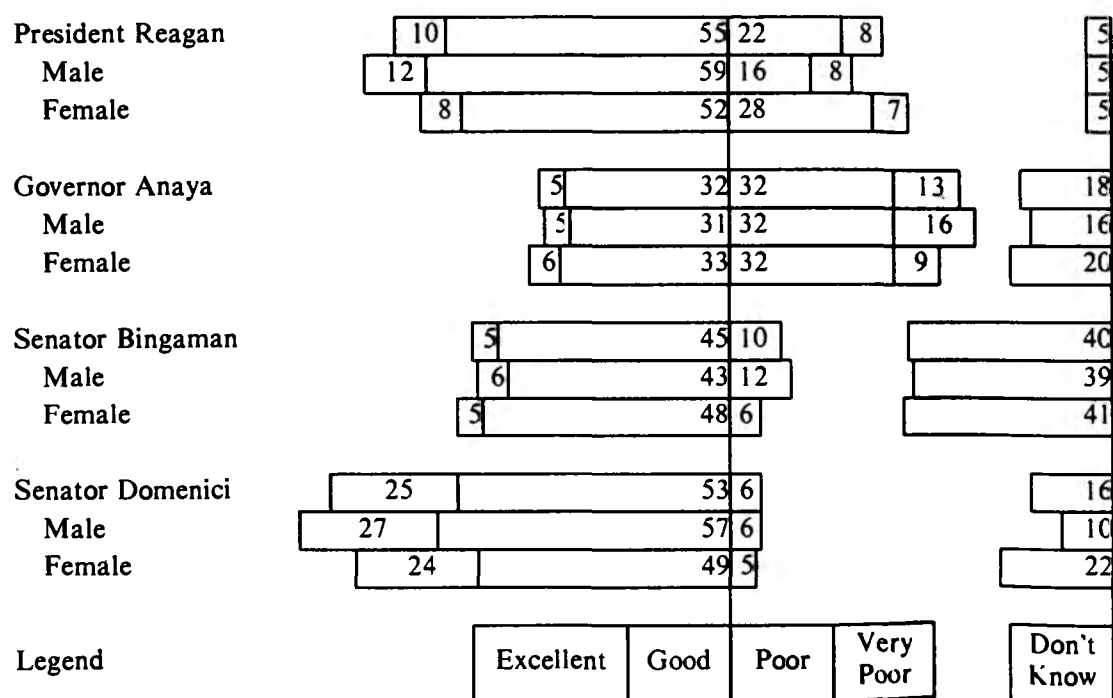 President Reagan 10 55 22 8 5
Male 12 59 16 8 5
Female 8 52 28 7 5
Governor Anaya 5 32 32 13 18
Male 5 31 32 16 16
Female 6 33 32 9 20
Senator Bingaman 5 45 10 40
Male 6 43 12 39
Female 5 48 6 41
Senator Domenici 25 53 6 16
Male 27 57 6 10
Female 24 49 5 22
Legend Excellent Good Poor Very Poor Don't Know